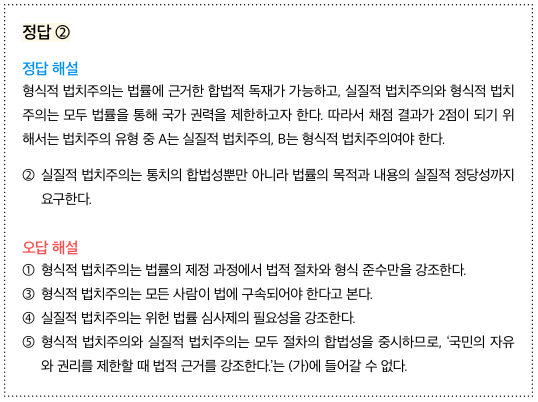 정답 ②
정답 해설
형식적 법치주의는 법률에 근거한 합법적 독재가 가능하고, 실질적 법치주의와 형식적 법치
주의는 모두 법률을 통해 국가 권력을 제한하고자 한다. 따라서 채점 결과가 2점이 되기 위
해서는 법치주의 유형 중 A는 실질적 법치주의, B는 형식적 법치주의여야 한다.
② 실질적 법치주의는 통치의 합법성뿐만 아니라 법률의 목적과 내용의 실질적 정당성까지
요구한다.
오답 해설
① 형식적 법치주의는 법률의 제정 과정에서 법적 절차와 형식 준수만을 강조한다.
③ 형식적 법치주의는 모든 사람이 법에 구속되어야 한다고 본다.
④ 실질적 법치주의는 위헌 법률 심사제의 필요성을 강조한다.
⑤ 형식적 법치주의와 실질적 법치주의는 모두 절차의 합법성을 중시하므로, '국민의 자유
와 권리를 제한할 때 법적 근거를 강조한다.'는 (가)에 들어갈 수 없다.